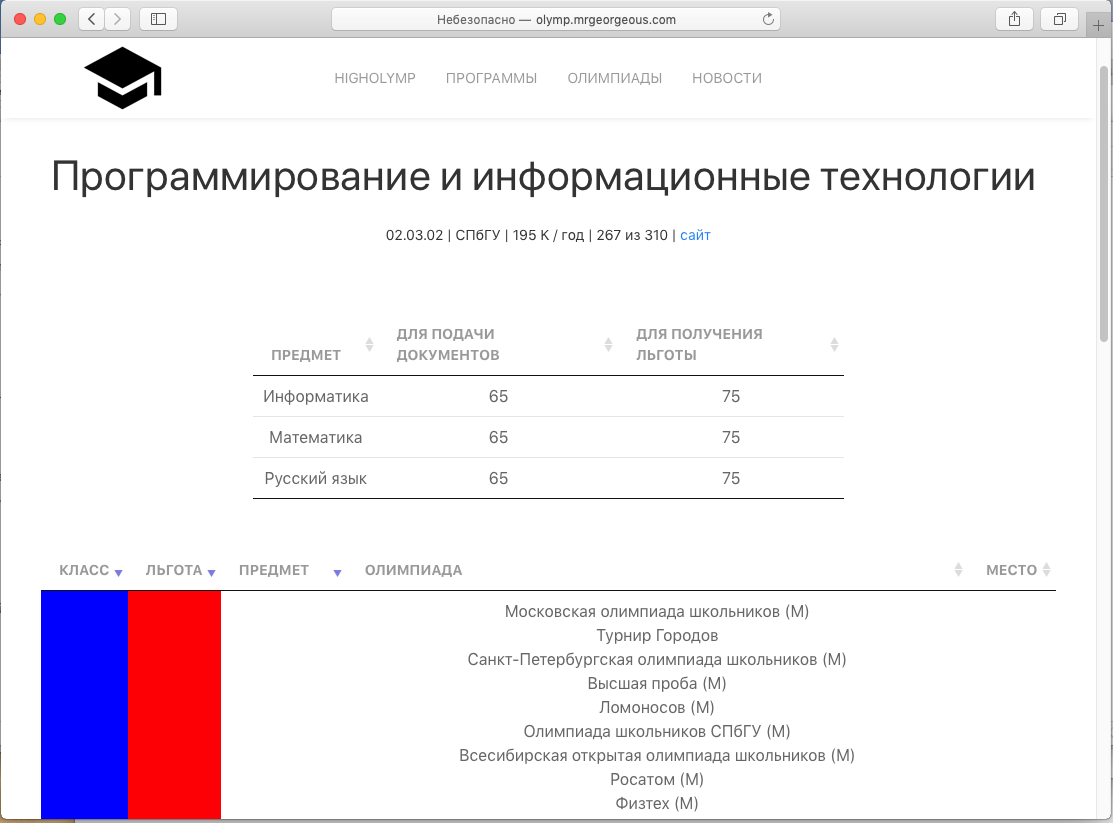 Небезопасно — olymp.mrgeorgeous.com
HIGHOLYMP ПРОГРАММЫ ОЛИМПИАДЫ НОВОСТИ
Программирование и информационные технологии
02.03.02 | СПбГУ | 195 K / год | 267 из 310 | сайт
ПРЕДМЕТ ДЛЯ ПОДАЧИ ДОКУМЕНТОВ ДЛЯ ПОЛУЧЕНИЯ ЛЬГОТЫ
Информатика 65 75
Математика 65 75
Русский язык 65 75
КЛАСС ЛЬГОТА ПРЕДМЕТ ОЛИМПИАДА МЕСТО
Московская олимпиада школьников (М)
Турнир Городов
Санкт-Петербургская олимпиада школьников (М)
Высшая проба (М)
Ломоносов (М)
Олимпиада школьников СПбГУ (М)
Всесибирская открытая олимпиада школьников (М)
Росатом (М)
Физтех (М)